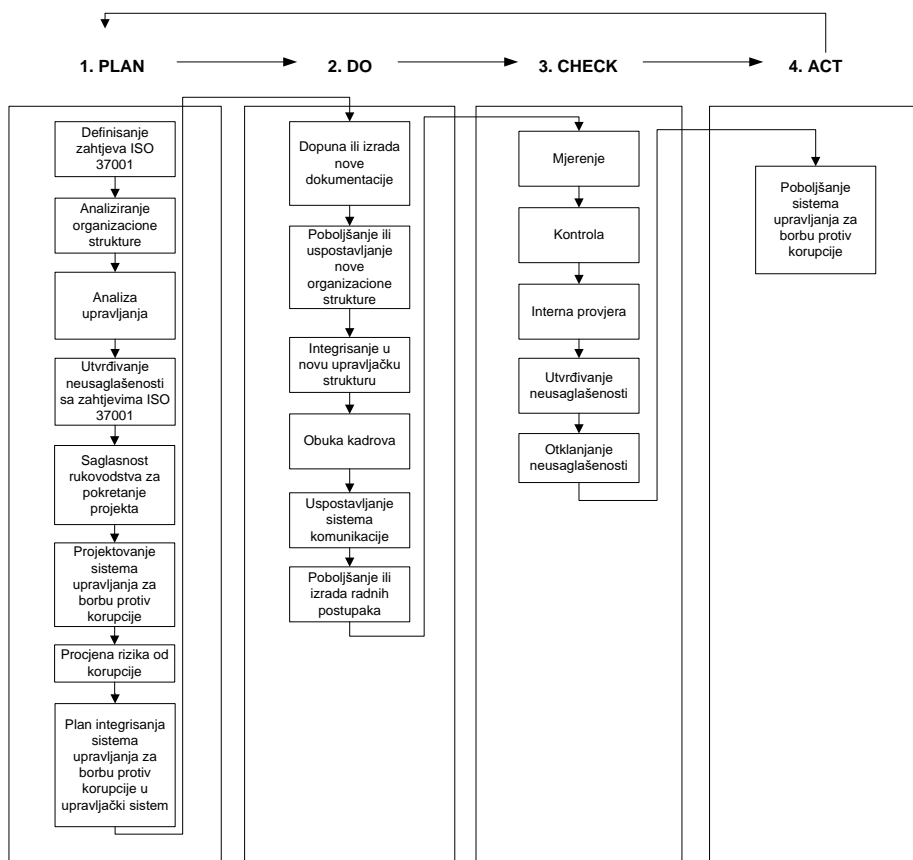 1. PLAN
2. DO
3. CHECK
4. ACT
Definisanje
zahtjeva ISO
37001
Analiziranje
organizacione
strukture
Analiza
upravljanja
Utvrđivanje
neusaglašenosti
sa zahtjevima ISO
37001
Saglasnost
rukovodstva za
pokretanje
projekta
Projektovanje
sistema
upravljanja za
borbu protiv
korupcije
Procjena rizika od
korupcije
Plan integrisanja
sistema
upravljanja za
borbu protiv
korupcije u
upravljački sistem
Dopuna ili izrada
nove
dokumentacije
Poboljšanje ili
uspostavljanje
nove
organizacione
strukture
Integrisanje u
novu upravljačku
strukturu
Obuka kadrova
Uspostavljanje
sistema
komunikacije
Poboljšanje ili
izrada radnih
postupaka
Mjerenje
Kontrola
Interna provjera
Utvrđivanje
neusaglašenosti
Otklanjanje
neusaglašenosti
Poboljšanje
sistema
upravljanja za
borbu protiv
korupcije